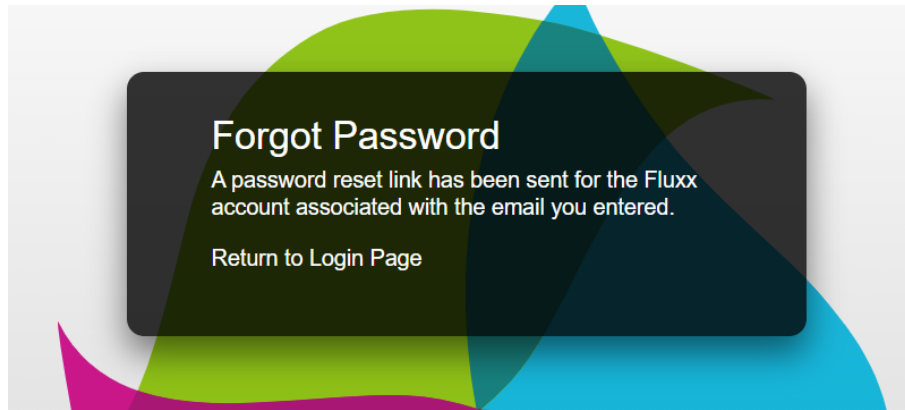 Forgot Password
A password reset link has been sent for the Fluxx
account associated with the email you entered.
Return to Login Page